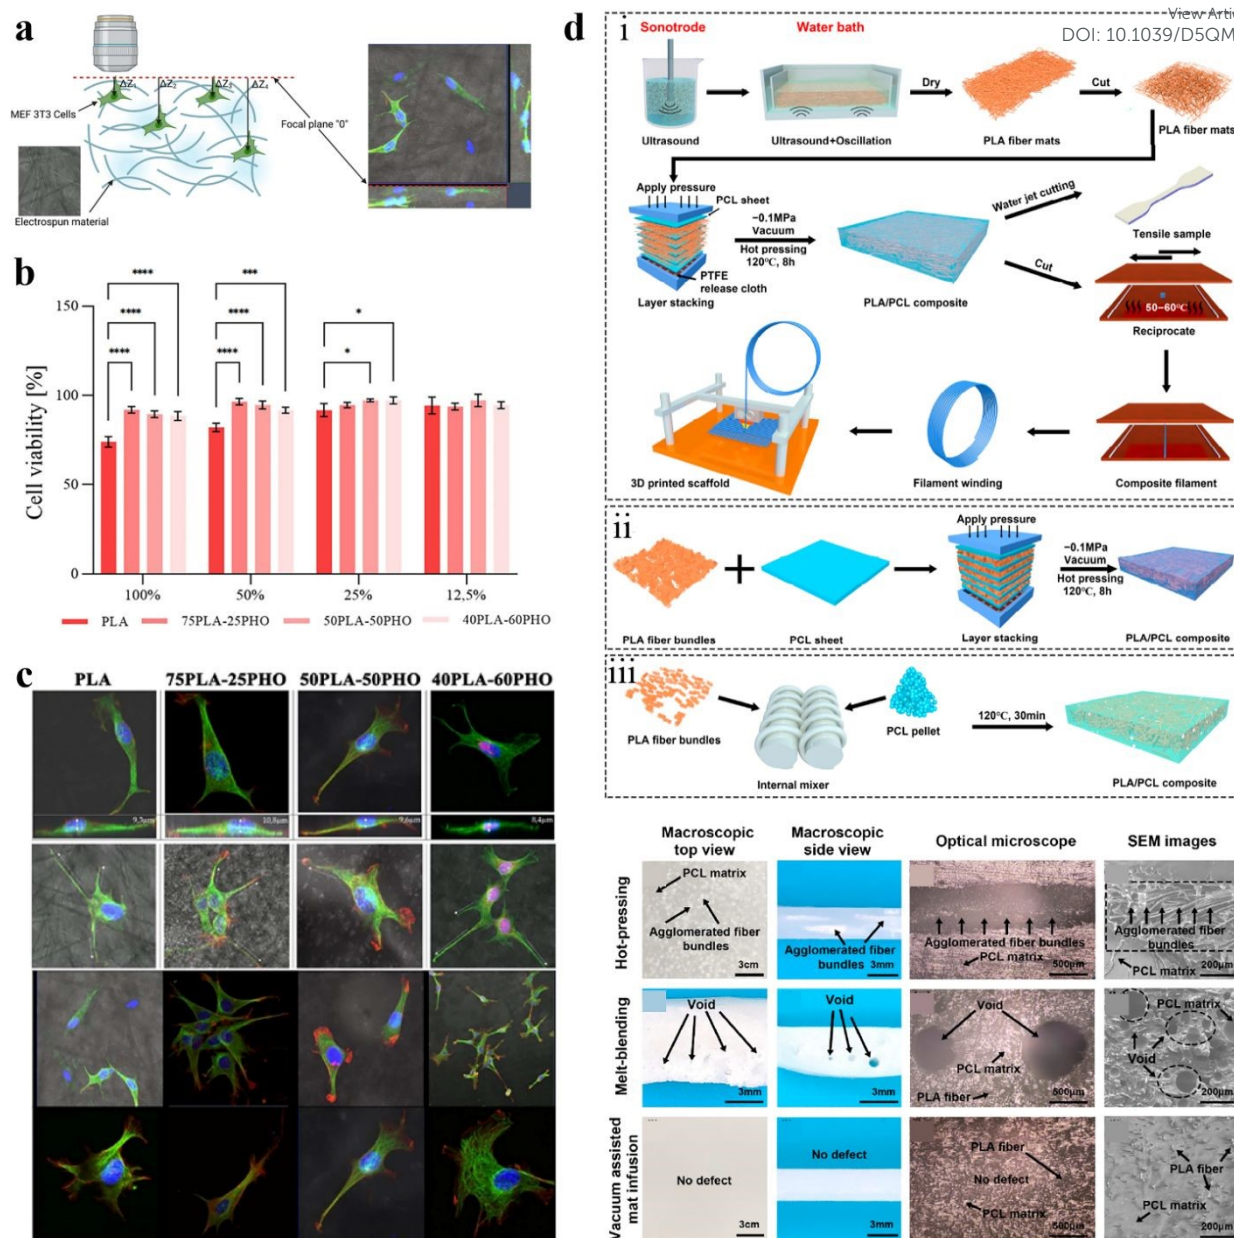 View Arti
DOI: 10.1039/D5QM
a
ΔZ₁
ΔZ₂
ΔZ₃
ΔZ₄
MEF 3T3 Cells
Focal plane "0"
Electrospun material
b
Cell viability [%]
150
100
50
0
****
****
****
***
****
****
*
*
100%
50%
25%
12,5%
PLA
75PLA-25PHO
50PLA-50PHO
40PLA-60PHO
c
PLA
75PLA-25PHO
50PLA-50PHO
40PLA-60PHO
9,7µm
10,8µm
9,6µm
8,4µm
d
i
Sonotrode
Water bath
Ultrasound
Ultrasound+Oscillation
Dry
PLA fiber mats
Cut
PLA fiber mats
Apply pressure
PCL sheet
−0.1MPa
Vacuum
Hot pressing
120℃, 8h
PTFE
release cloth
Layer stacking
PLA/PCL composite
Water jet cutting
Tensile sample
Cut
50−60℃
Reciprocate
3D printed scaffold
Filament winding
Composite filament
ii
PLA fiber bundles
PCL sheet
Apply pressure
Layer stacking
−0.1MPa
Vacuum
Hot pressing
120℃, 8h
PLA/PCL composite
iii
PLA fiber bundles
Internal mixer
PCL pellet
120℃, 30min
PLA/PCL composite
Macroscopic
top view
Macroscopic
side view
Optical microscope
SEM images
Hot-pressing
PCL matrix
Agglomerated fiber
bundles
3cm
Agglomerated fiber
bundles
3mm
Agglomerated fiber bundles
PCL matrix
500µm
Agglomerated fiber
bundles
PCL matrix
200µm
Melt-blending
Void
3mm
Void
3mm
Void
PCL matrix
PLA fiber
500µm
PCL matrix
Void
200µm
Vacuum assisted
mat infusion
No defect
3cm
No defect
3mm
PLA fiber
No defect
PCL matrix
500µm
PLA fiber
PCL matrix
200µm